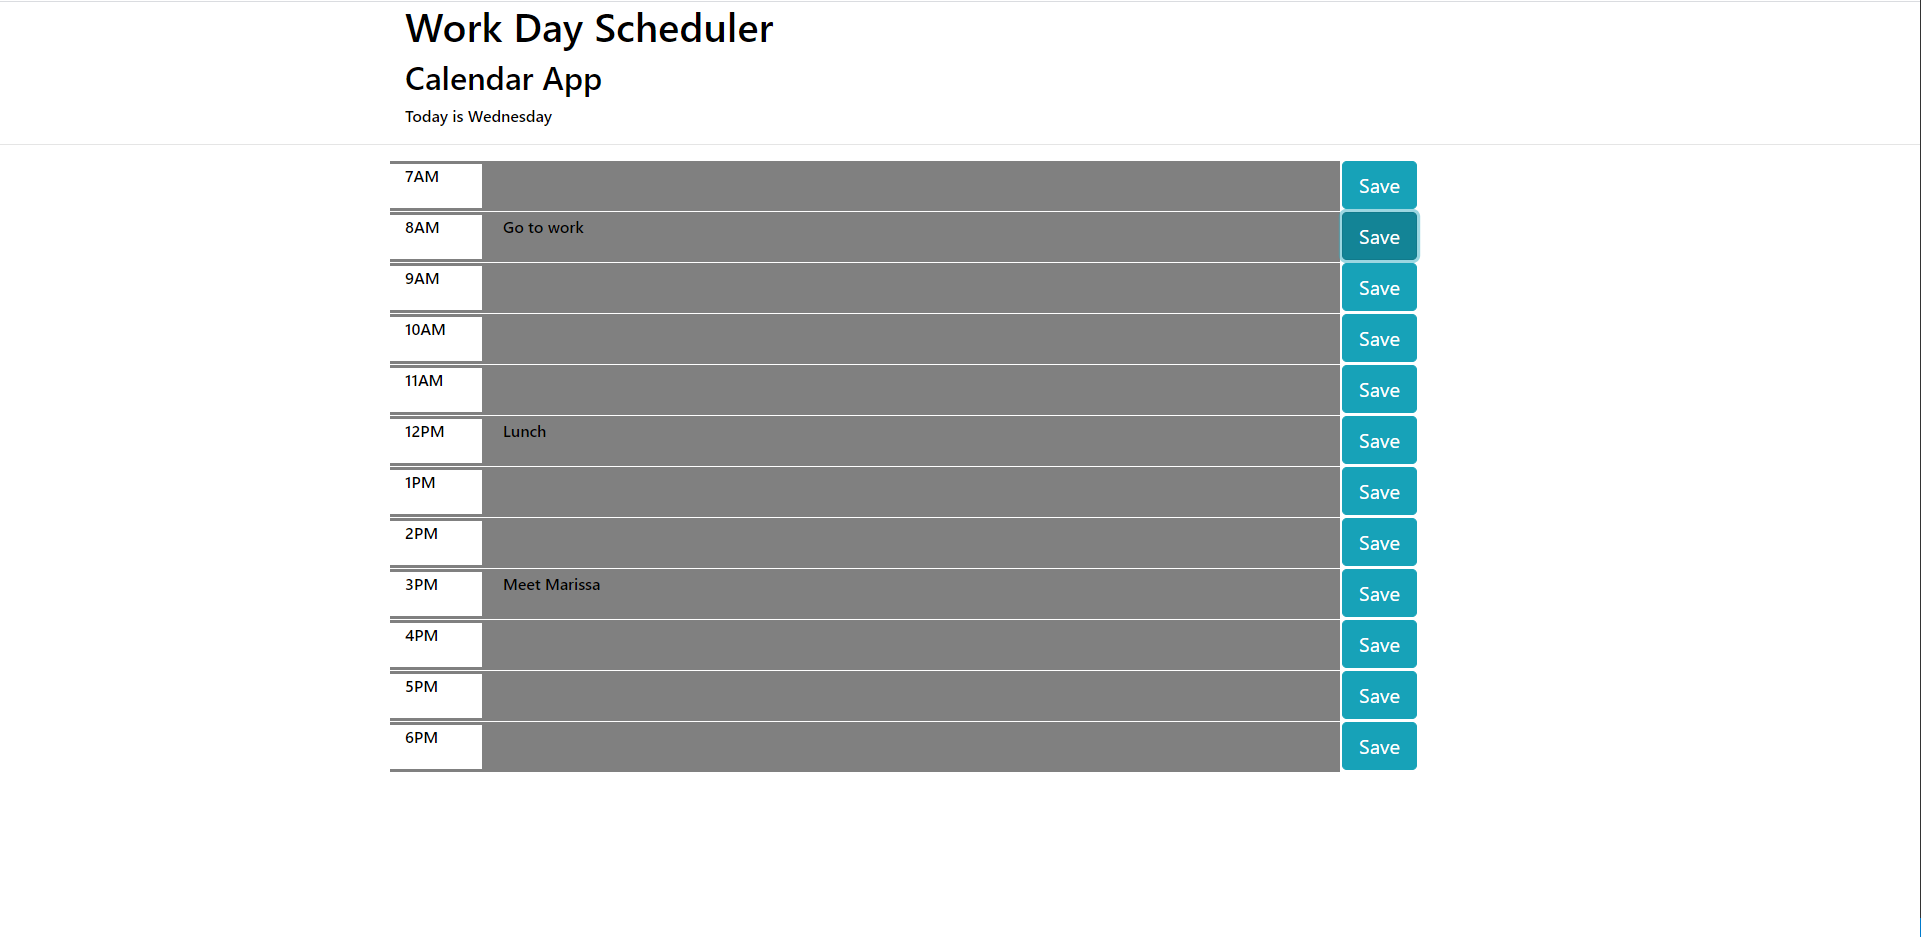 Work Day Scheduler
Calendar App
Today is Wednesday
7AM Save
8AM Go to work Save
9AM Save
10AM Save
11AM Save
12PM Lunch Save
1PM Save
2PM Save
3PM Meet Marissa Save
4PM Save
5PM Save
6PM Save